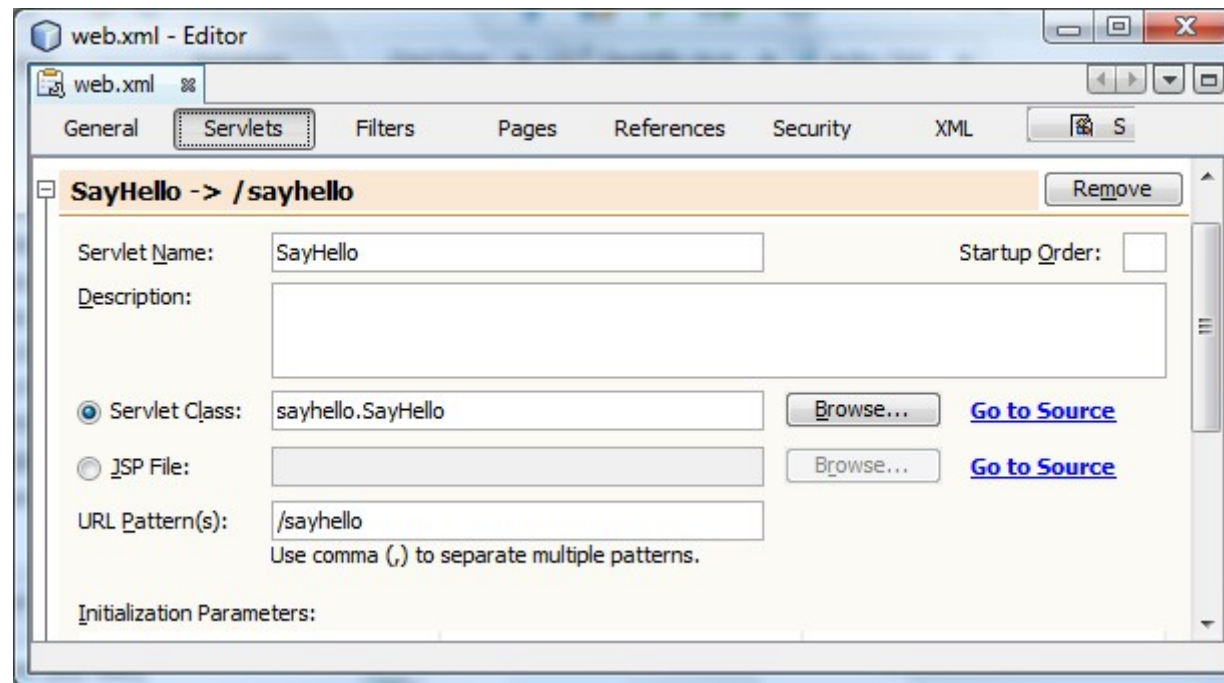 web.xml - Editor
web.xml
General Servlets Filters Pages References Security XML S
SayHello -> /sayhello Remove
Servlet Name: SayHello Startup Order:
Description:
Servlet Class: sayhello.SayHello Browse... Go to Source
JSP File: Browse... Go to Source
URL Pattern(s): /sayhello
Use comma (,) to separate multiple patterns.
Initialization Parameters: